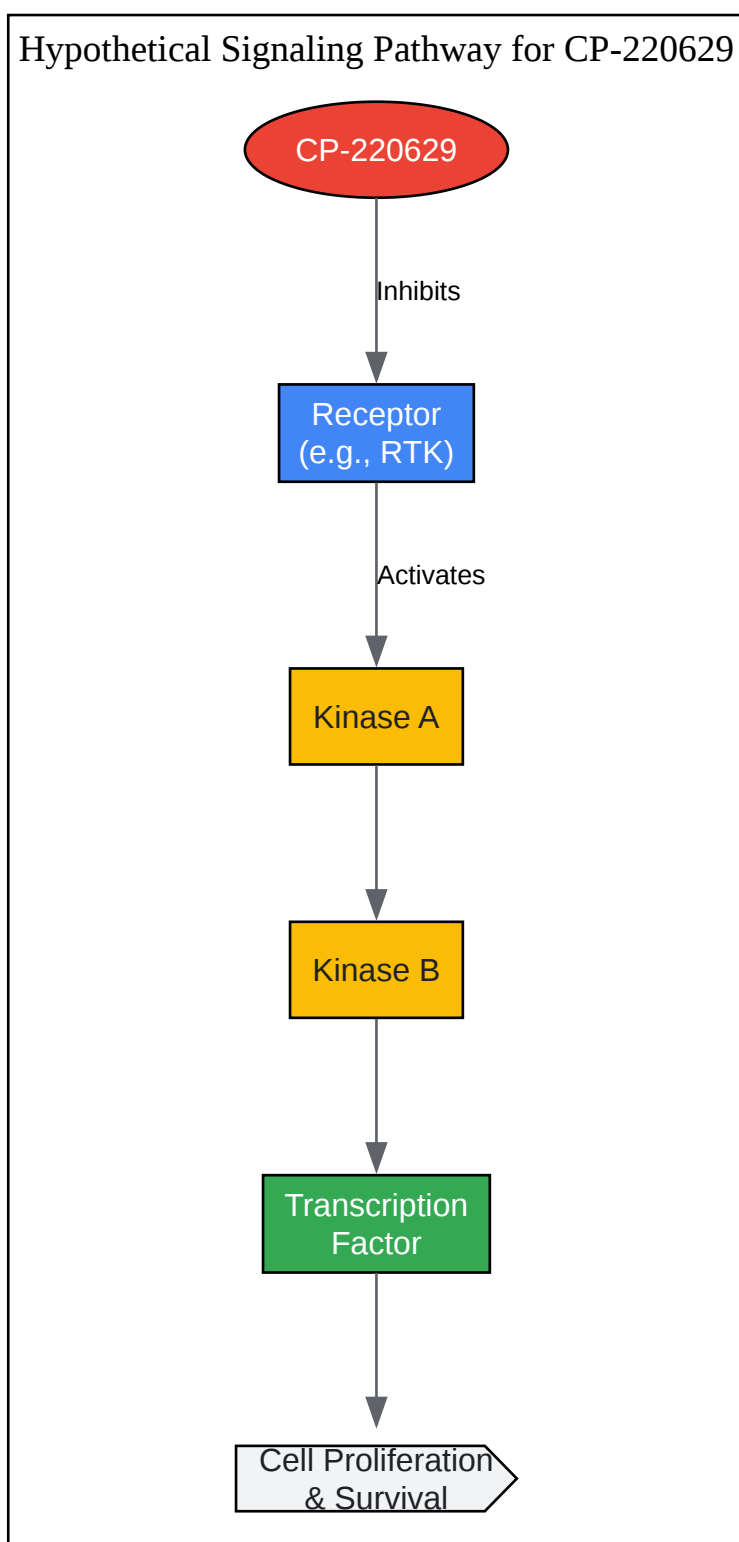 Hypothetical Signaling Pathway for CP-220629
CP-220629
Inhibits
Receptor
(e.g., RTK)
Activates
Kinase A
Kinase B
Transcription
Factor
Cell Proliferation
& Survival